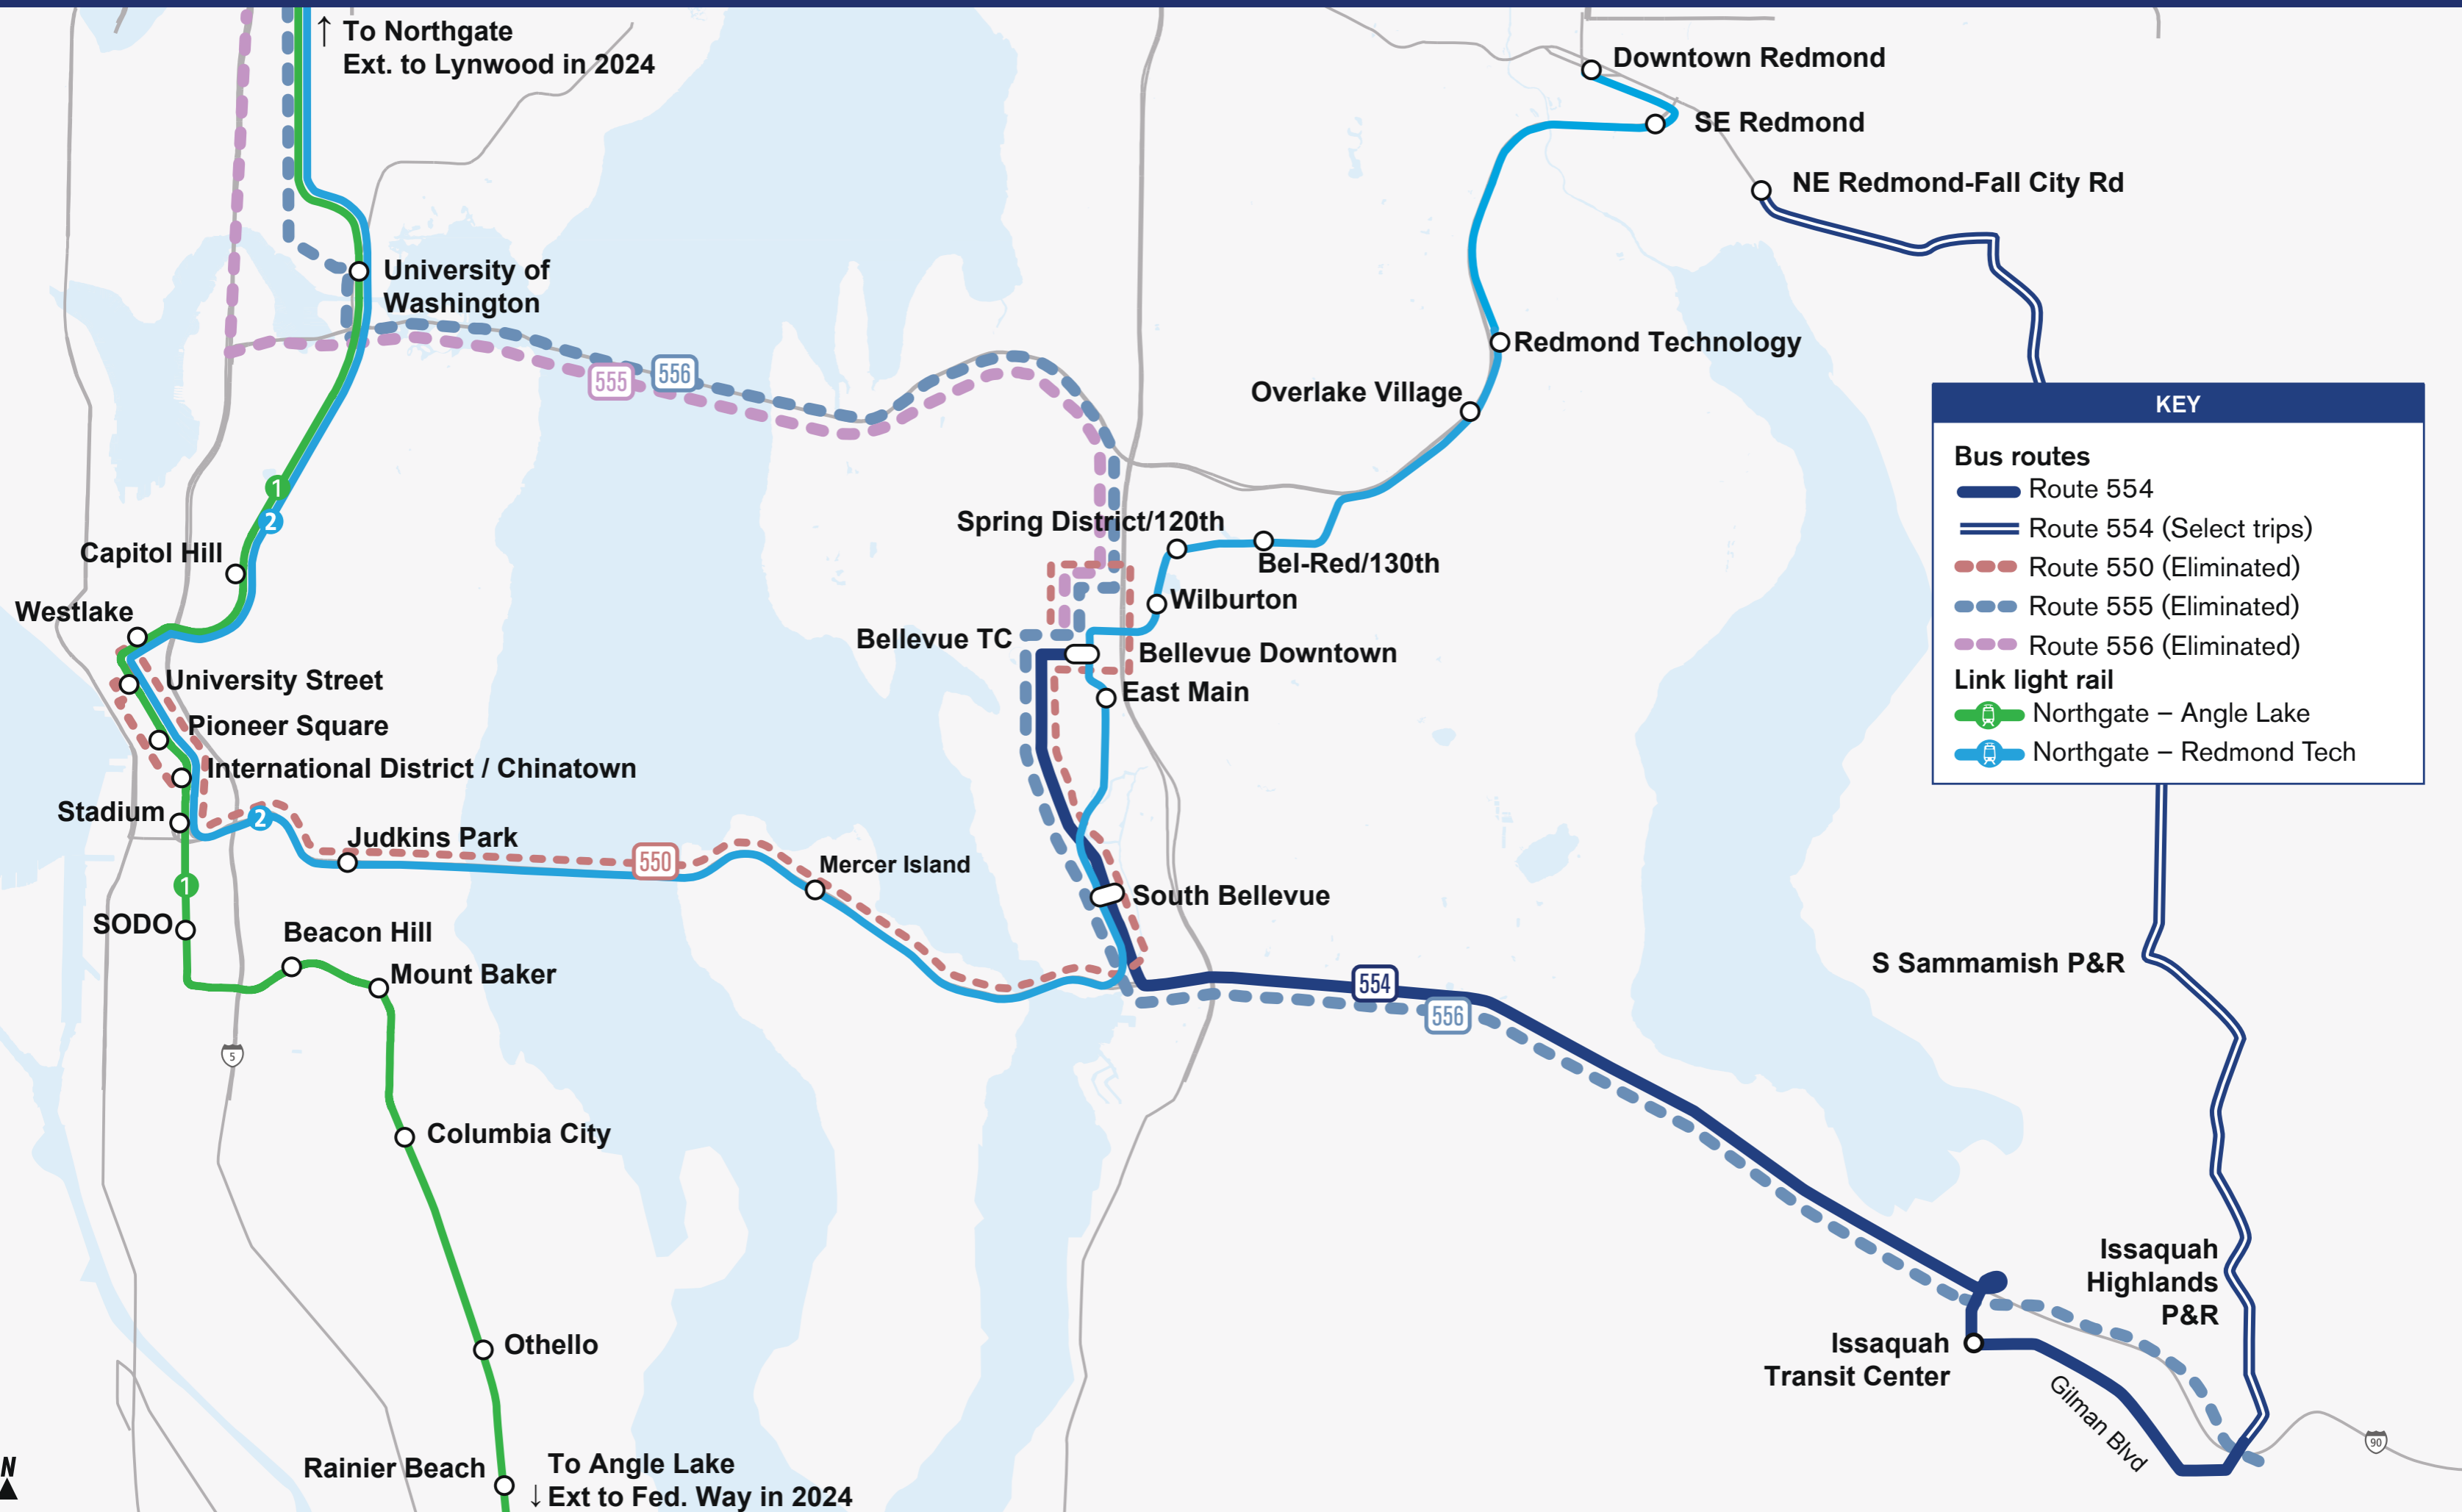 ↑ To Northgate
Ext. to Lynwood in 2024
Downtown Redmond
SE Redmond
NE Redmond-Fall City Rd
University of
Washington
Redmond Technology
556
555
Overlake Village
KEY
Bus routes
Route 554
Route 554 (Select trips)
Route 550 (Eliminated)
Route 555 (Eliminated)
Route 556 (Eliminated)
Link light rail
Northgate – Angle Lake
Northgate – Redmond Tech
1
2
Spring District/120th
Capitol Hill
Bel-Red/130th
Westlake
Wilburton
Bellevue TC
Bellevue Downtown
University Street
East Main
Pioneer Square
International District / Chinatown
Stadium
2
Judkins Park
550
Mercer Island
1
South Bellevue
SODO
Beacon Hill
S Sammamish P&R
Mount Baker
554
556
5
Columbia City
Issaquah
Highlands
P&R
Othello
Issaquah
Transit Center
Gilman Blvd
90
Rainier Beach
To Angle Lake
↓ Ext to Fed. Way in 2024
N